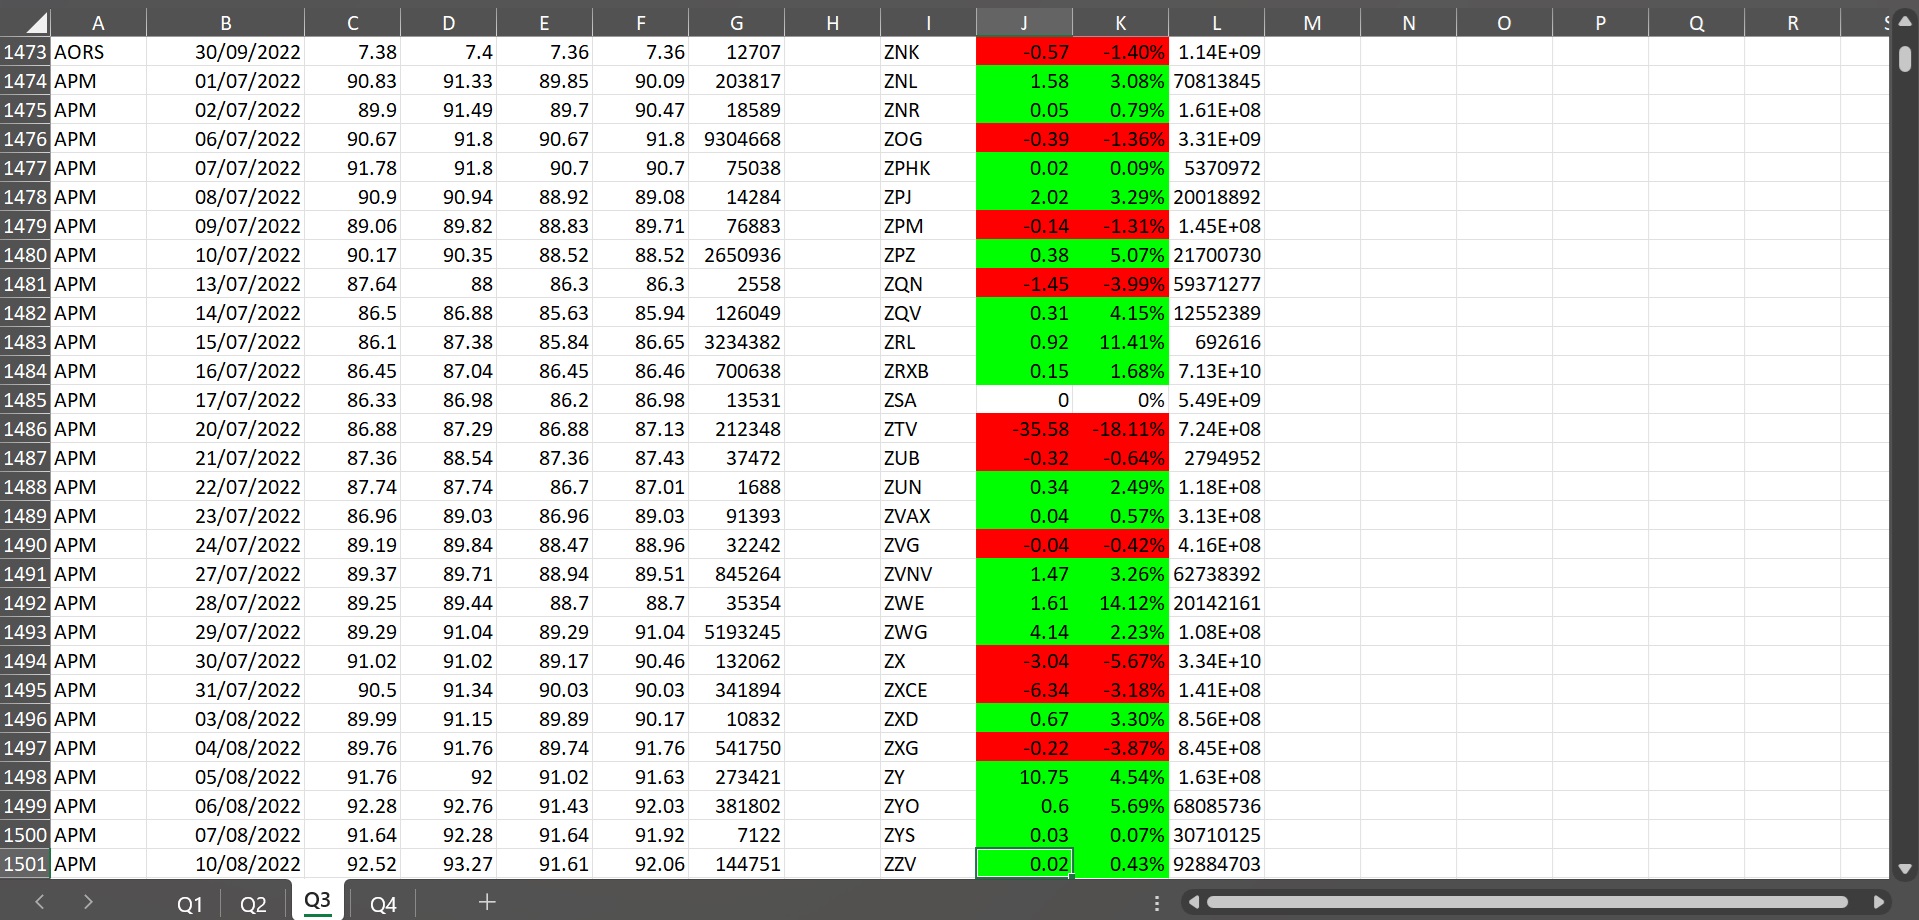 A B C D E F G H I J K L M N O P Q R S
1473 AORS 30/09/2022 7.38 7.4 7.36 7.36 12707 ZNK -0.57 -1.40% 1.14E+09
1474 APM 01/07/2022 90.83 91.33 89.85 90.09 203817 ZNL 1.58 3.08% 70813845
1475 APM 02/07/2022 89.9 91.49 89.7 90.47 18589 ZNR 0.05 0.79% 1.61E+08
1476 APM 06/07/2022 90.67 91.8 90.67 91.8 9304668 ZOG -0.39 -1.36% 3.31E+09
1477 APM 07/07/2022 91.78 91.8 90.7 90.7 75038 ZPHK 0.02 0.09% 5370972
1478 APM 08/07/2022 90.9 90.94 88.92 89.08 14284 ZPJ 2.02 3.29% 20018892
1479 APM 09/07/2022 89.06 89.82 88.83 89.71 76883 ZPM -0.14 -1.31% 1.45E+08
1480 APM 10/07/2022 90.17 90.35 88.52 88.52 2650936 ZPZ 0.38 5.07% 21700730
1481 APM 13/07/2022 87.64 88 86.3 86.3 2558 ZQN -1.45 -3.99% 59371277
1482 APM 14/07/2022 86.5 86.88 85.63 85.94 126049 ZQV 0.31 4.15% 12552389
1483 APM 15/07/2022 86.1 87.38 85.84 86.65 3234382 ZRL 0.92 11.41% 692616
1484 APM 16/07/2022 86.45 87.04 86.45 86.46 700638 ZRXB 0.15 1.68% 7.13E+10
1485 APM 17/07/2022 86.33 86.98 86.2 86.98 13531 ZSA 0 0% 5.49E+09
1486 APM 20/07/2022 86.88 87.29 86.88 87.13 212348 ZTV -35.58 -18.11% 7.24E+08
1487 APM 21/07/2022 87.36 88.54 87.36 87.43 37472 ZUB -0.32 -0.64% 2794952
1488 APM 22/07/2022 87.74 87.74 86.7 87.01 1688 ZUN 0.34 2.49% 1.18E+08
1489 APM 23/07/2022 86.96 89.03 86.96 89.03 91393 ZVAX 0.04 0.57% 3.13E+08
1490 APM 24/07/2022 89.19 89.84 88.47 88.96 32242 ZVG -0.04 -0.42% 4.16E+08
1491 APM 27/07/2022 89.37 89.71 88.94 89.51 845264 ZVNV 1.47 3.26% 62738392
1492 APM 28/07/2022 89.25 89.44 88.7 88.7 35354 ZWE 1.61 14.12% 20142161
1493 APM 29/07/2022 89.29 91.04 89.29 91.04 5193245 ZWG 4.14 2.23% 1.08E+08
1494 APM 30/07/2022 91.02 91.02 89.17 90.46 132062 ZX -3.04 -5.67% 3.34E+10
1495 APM 31/07/2022 90.5 91.34 90.03 90.03 341894 ZXCE -6.34 -3.18% 1.41E+08
1496 APM 03/08/2022 89.99 91.15 89.89 90.17 10832 ZXD 0.67 3.30% 8.56E+08
1497 APM 04/08/2022 89.76 91.76 89.74 91.76 541750 ZXG -0.22 -3.87% 8.45E+08
1498 APM 05/08/2022 91.76 92 91.02 91.63 273421 ZY 10.75 4.54% 1.63E+08
1499 APM 06/08/2022 92.28 92.76 91.43 92.03 381802 ZYO 0.6 5.69% 68085736
1500 APM 07/08/2022 91.64 92.28 91.64 91.92 7122 ZYS 0.03 0.07% 30710125
1501 APM 10/08/2022 92.52 93.27 91.61 92.06 144751 ZZV 0.02 0.43% 92884703
Q1 Q2 Q3 Q4 +